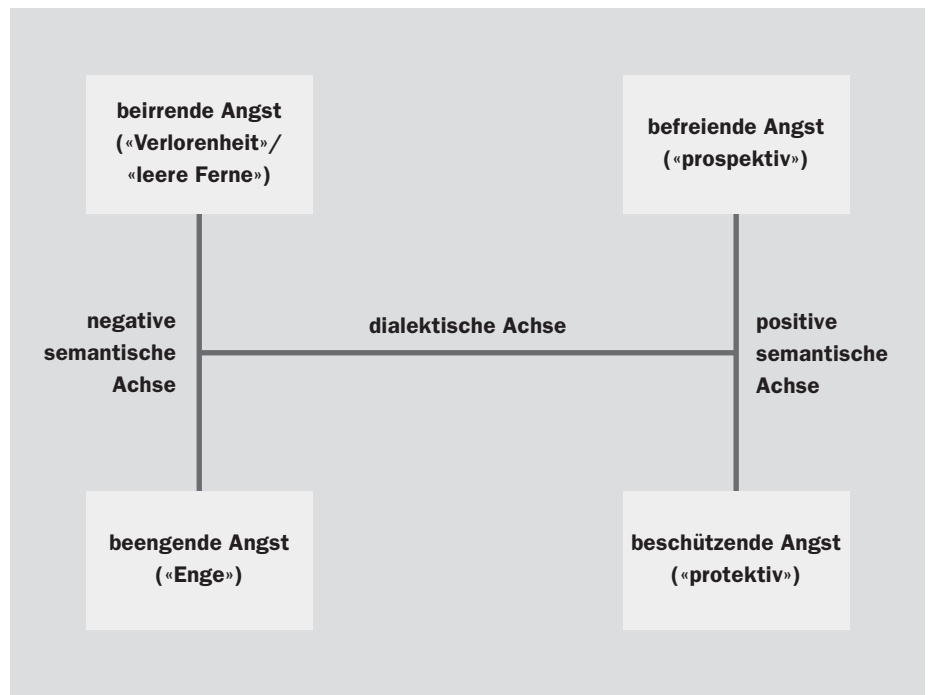 beirrende Angst
(«Verlorenheit»/
«leere Ferne»)
befreiende Angst
(«prospektiv»)
negative
semantische
Achse
dialektische Achse
positive
semantische
Achse
beengende Angst
(«Enge»)
beschützende Angst
(«protektiv»)